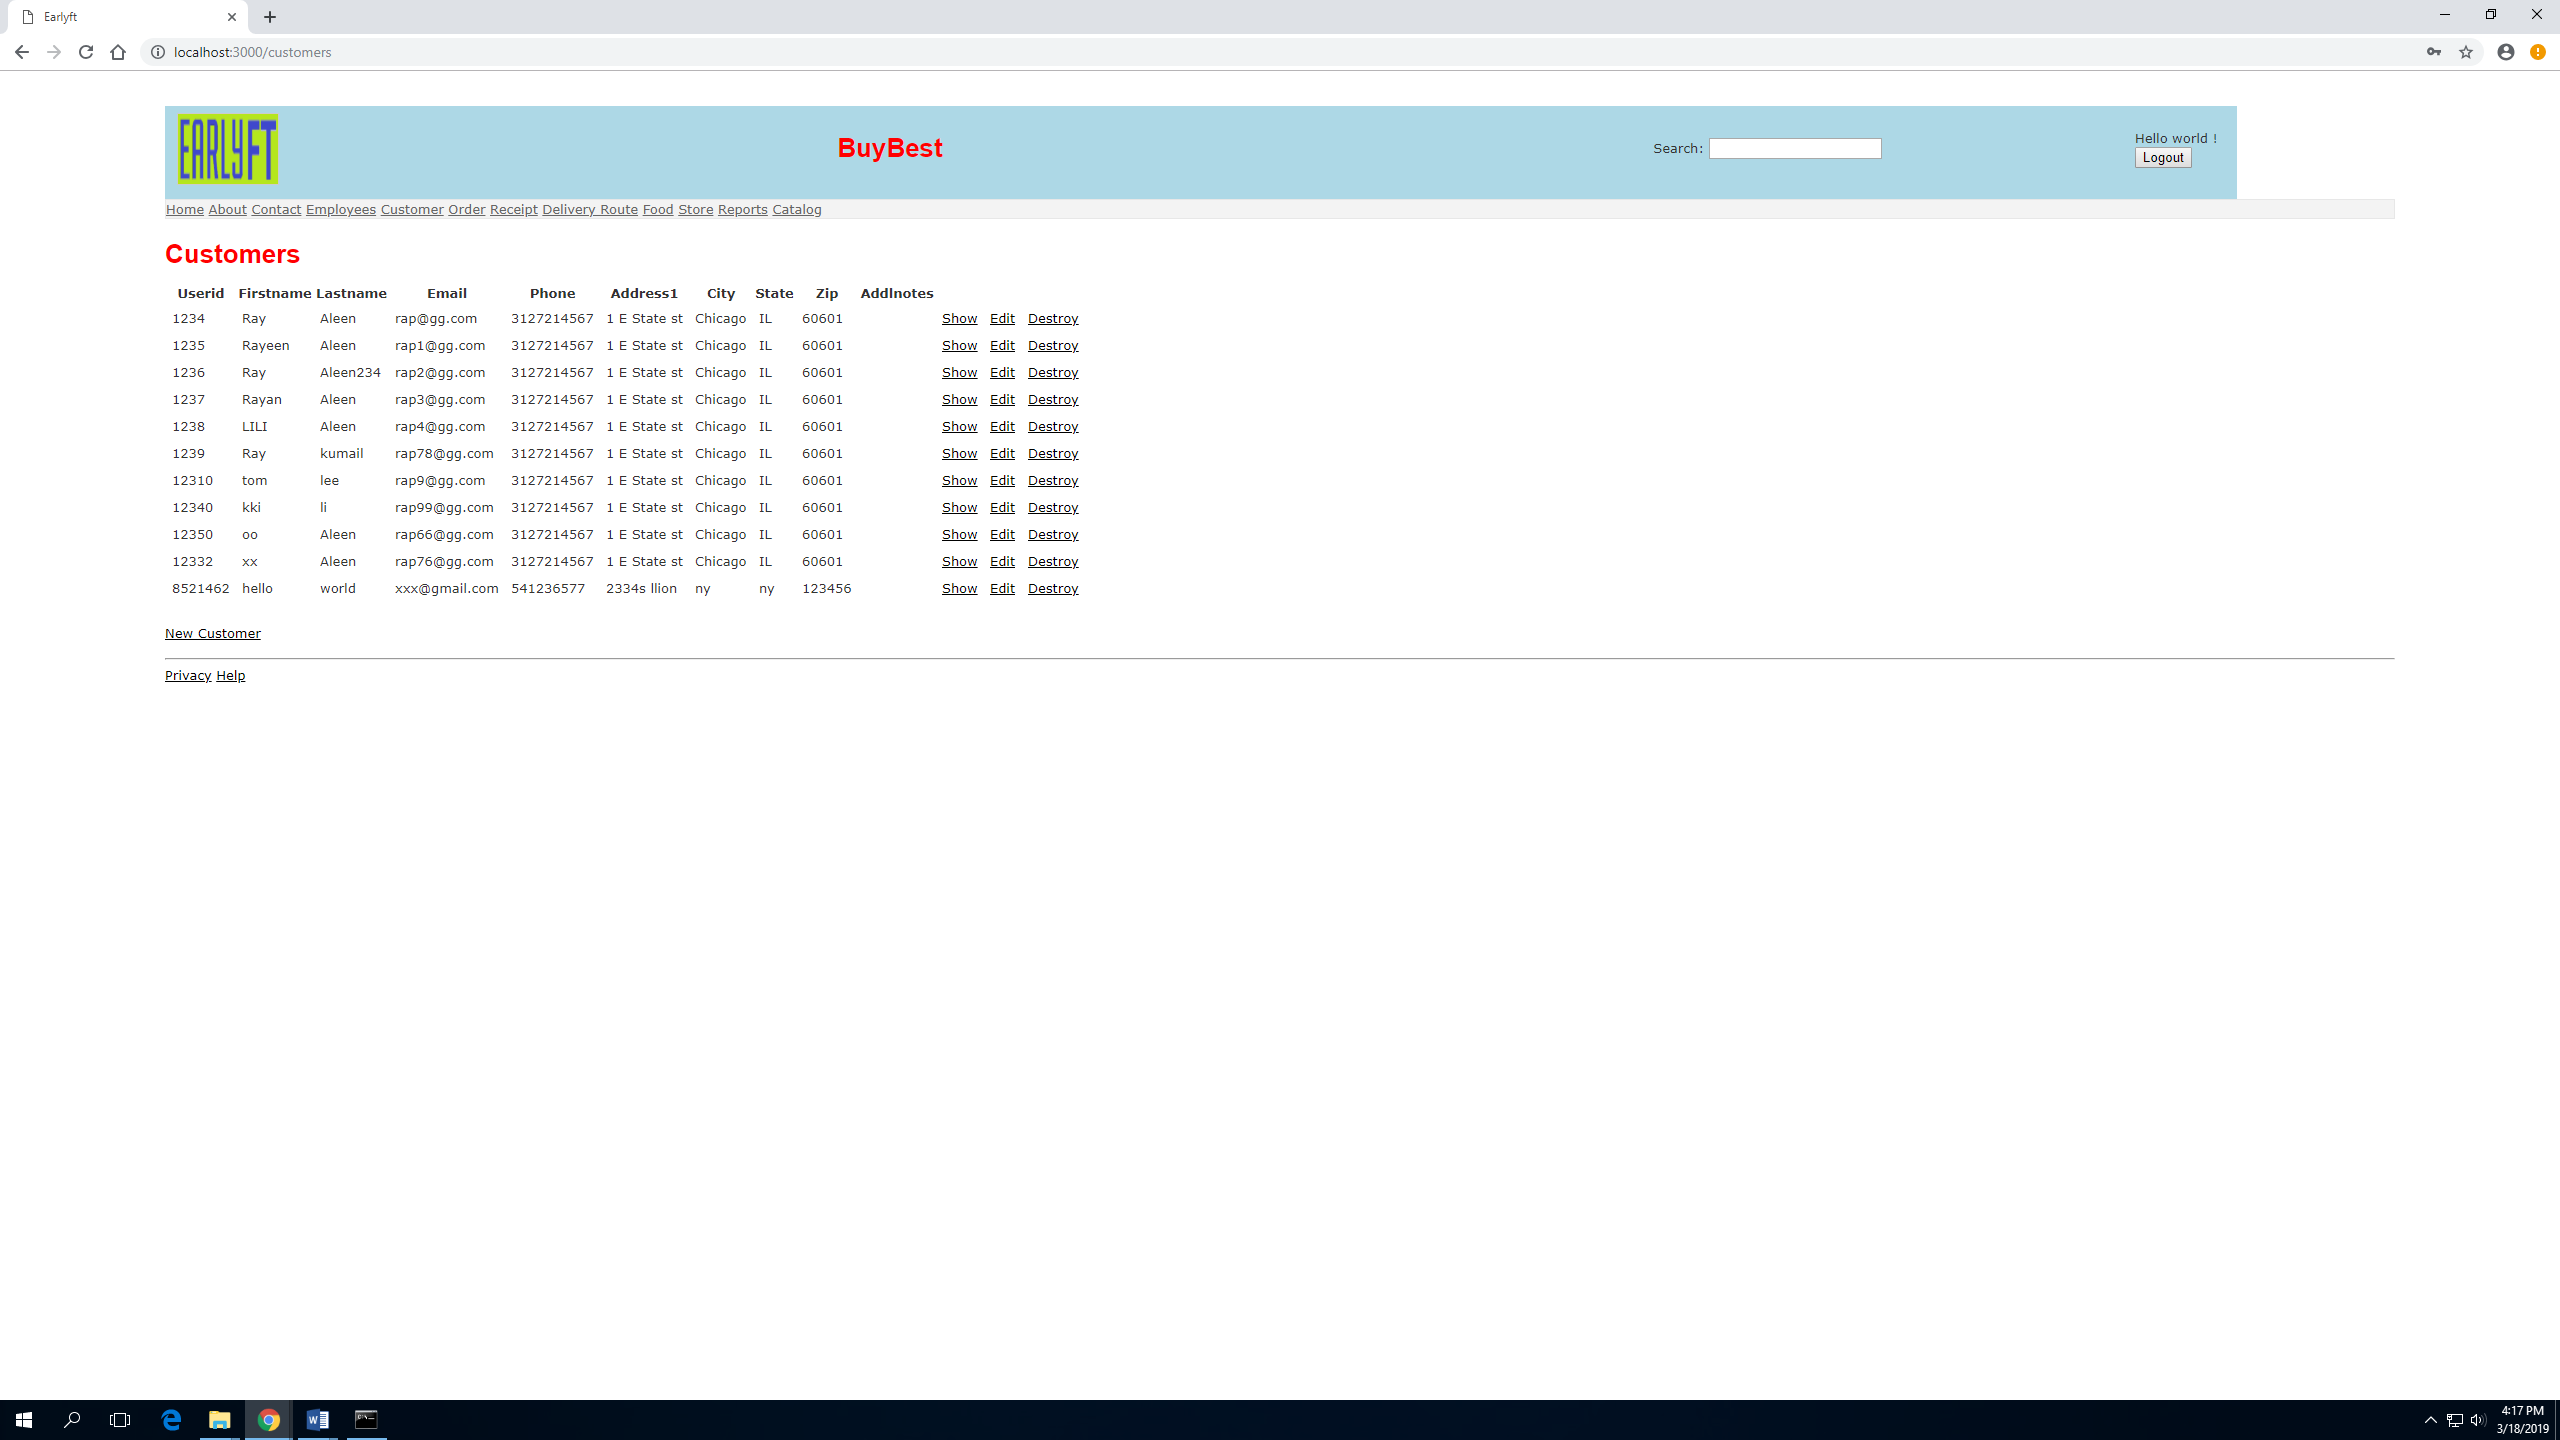 Earlyft
localhost:3000/customers
EARLYFT
BuyBest
Search:
Hello world !
Logout
Home About Contact Employees Customer Order Receipt Delivery Route Food Store Reports Catalog
Customers
Userid Firstname Lastname Email Phone Address1 City State Zip Addlnotes
1234 Ray Aleen rap@gg.com 3127214567 1 E State st Chicago IL 60601 Show Edit Destroy
1235 Rayeen Aleen rap1@gg.com 3127214567 1 E State st Chicago IL 60601 Show Edit Destroy
1236 Ray Aleen234 rap2@gg.com 3127214567 1 E State st Chicago IL 60601 Show Edit Destroy
1237 Rayan Aleen rap3@gg.com 3127214567 1 E State st Chicago IL 60601 Show Edit Destroy
1238 LILI Aleen rap4@gg.com 3127214567 1 E State st Chicago IL 60601 Show Edit Destroy
1239 Ray kumail rap78@gg.com 3127214567 1 E State st Chicago IL 60601 Show Edit Destroy
12310 tom lee rap9@gg.com 3127214567 1 E State st Chicago IL 60601 Show Edit Destroy
12340 kki li rap99@gg.com 3127214567 1 E State st Chicago IL 60601 Show Edit Destroy
12350 oo Aleen rap66@gg.com 3127214567 1 E State st Chicago IL 60601 Show Edit Destroy
12332 xx Aleen rap76@gg.com 3127214567 1 E State st Chicago IL 60601 Show Edit Destroy
8521462 hello world xxx@gmail.com 541236577 2334s llion ny ny 123456 Show Edit Destroy
New Customer
Privacy Help
4:17 PM
3/18/2019